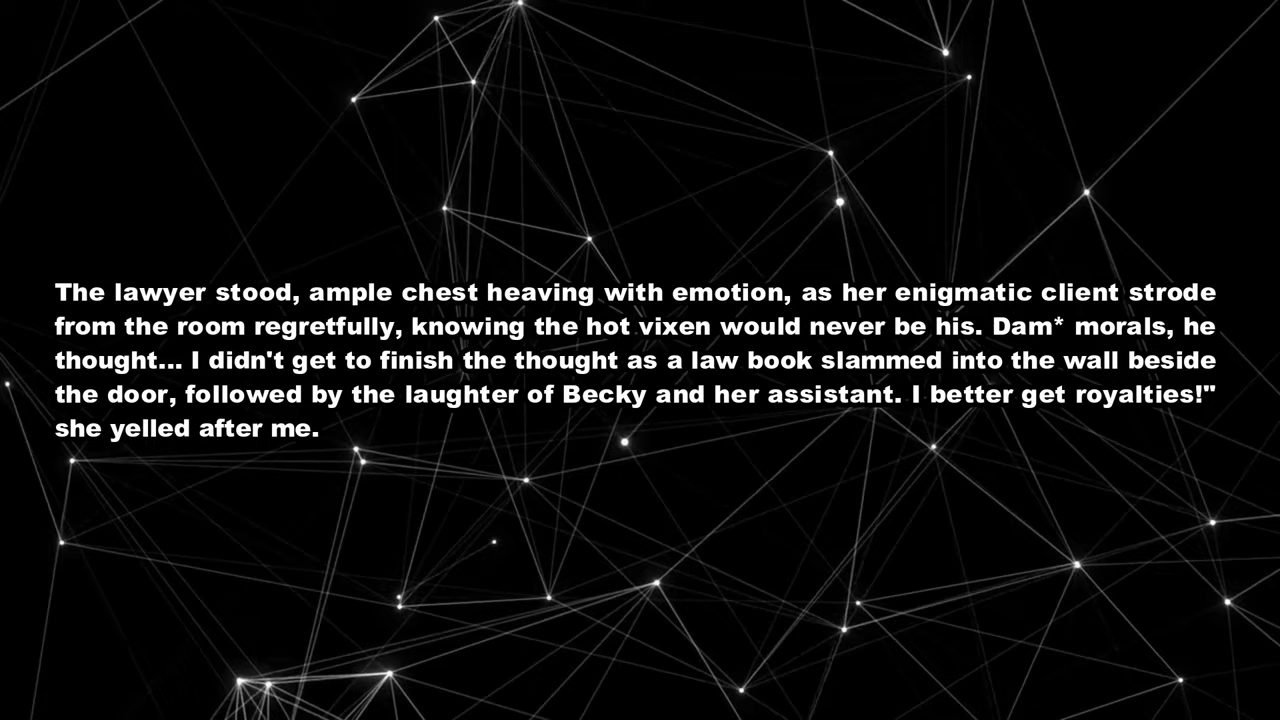 The lawyer stood, ample chest heaving with emotion, as her enigmatic client strode
from the room regretfully, knowing the hot vixen would never be his. Dam* morals, he
thought... I didn't get to finish the thought as a law book slammed into the wall beside
the door, followed by the laughter of Becky and her assistant. I better get royalties!"
she yelled after me.